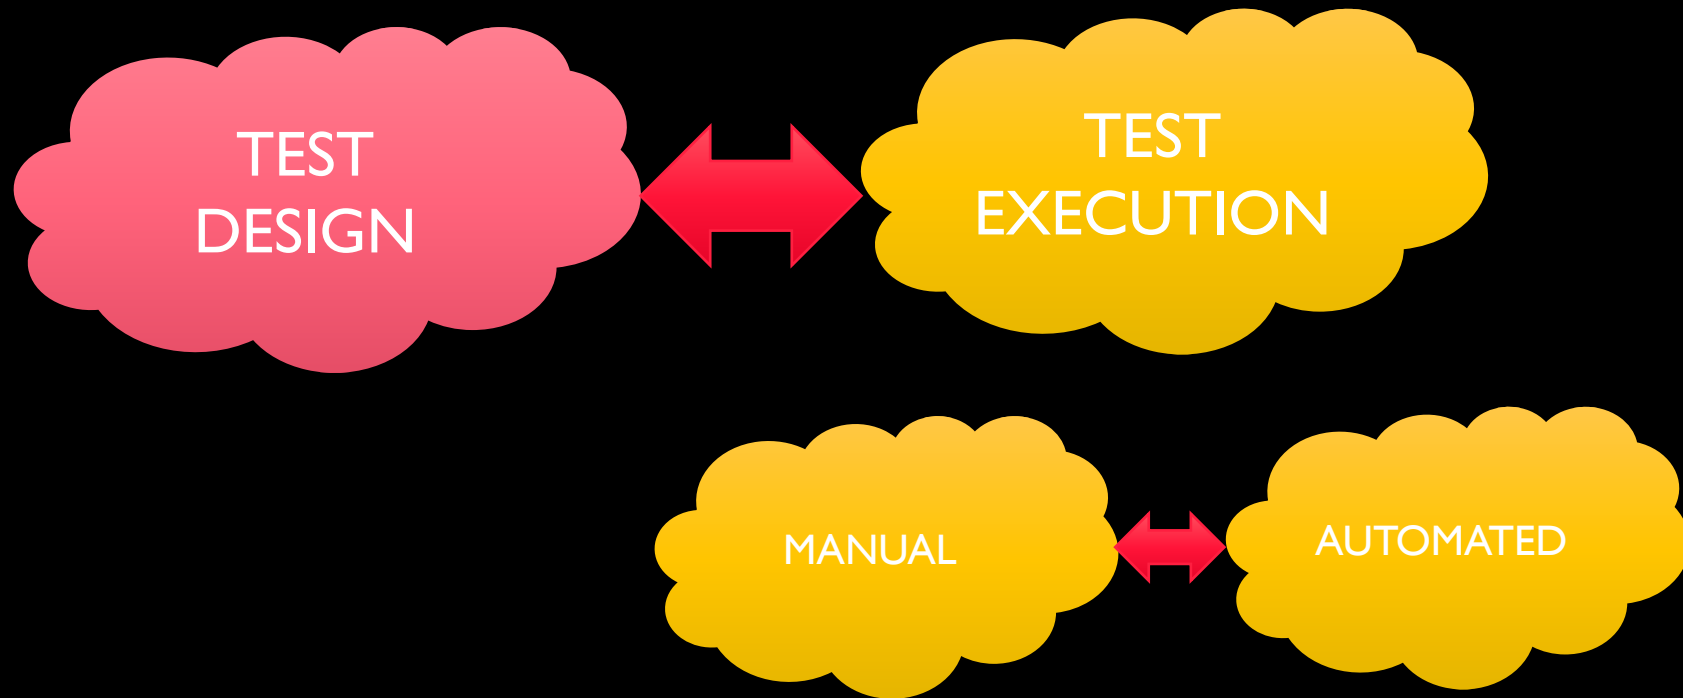 TEST
DESIGN
TEST
EXECUTION
MANUAL
AUTOMATED